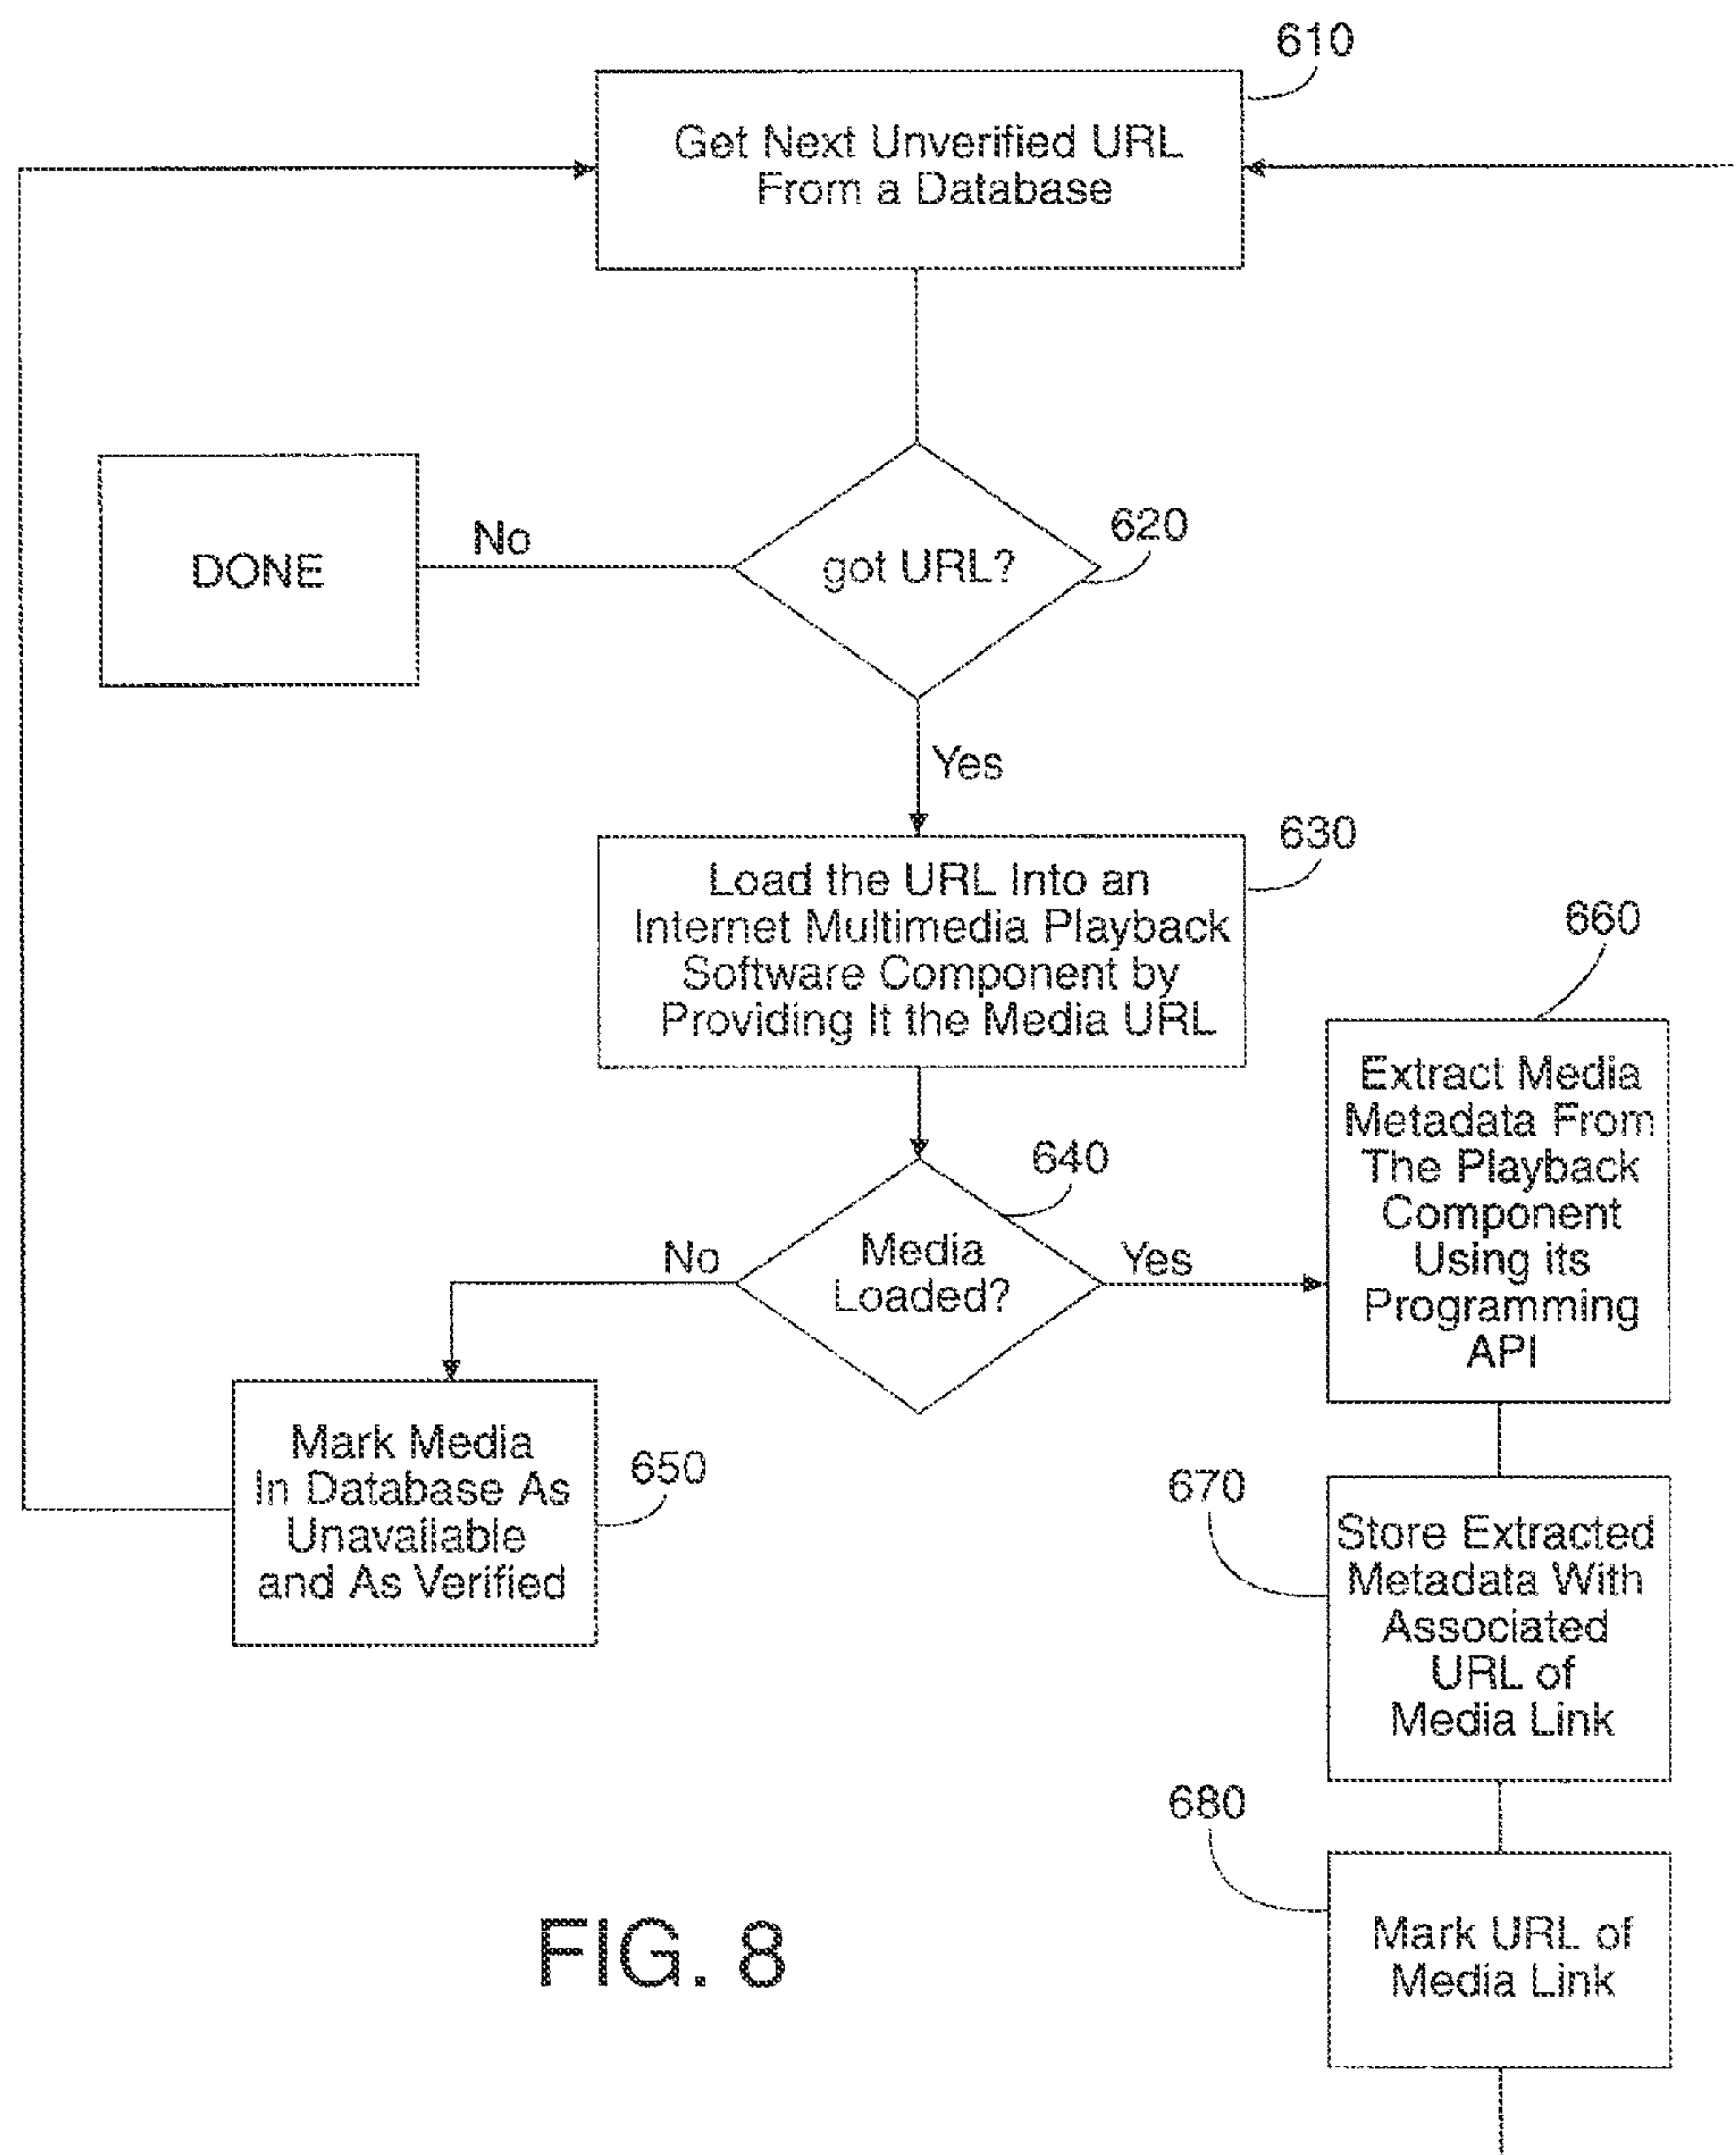 610
Get Next Unverified URL
From a Database
620
got URL?
No
DONE
Yes
630
Load the URL Into an
Internet Multimedia Playback
Software Component by
Providing It the Media URL
640
Media
Loaded?
No
Yes
650
Mark Media
In Database As
Unavailable
and As Verified
660
Extract Media
Metadata From
The Playback
Component
Using its
Programming
API
670
Store Extracted
Metadata With
Associated
URL of
Media Link
680
Mark URL of
Media Link
FIG. 8